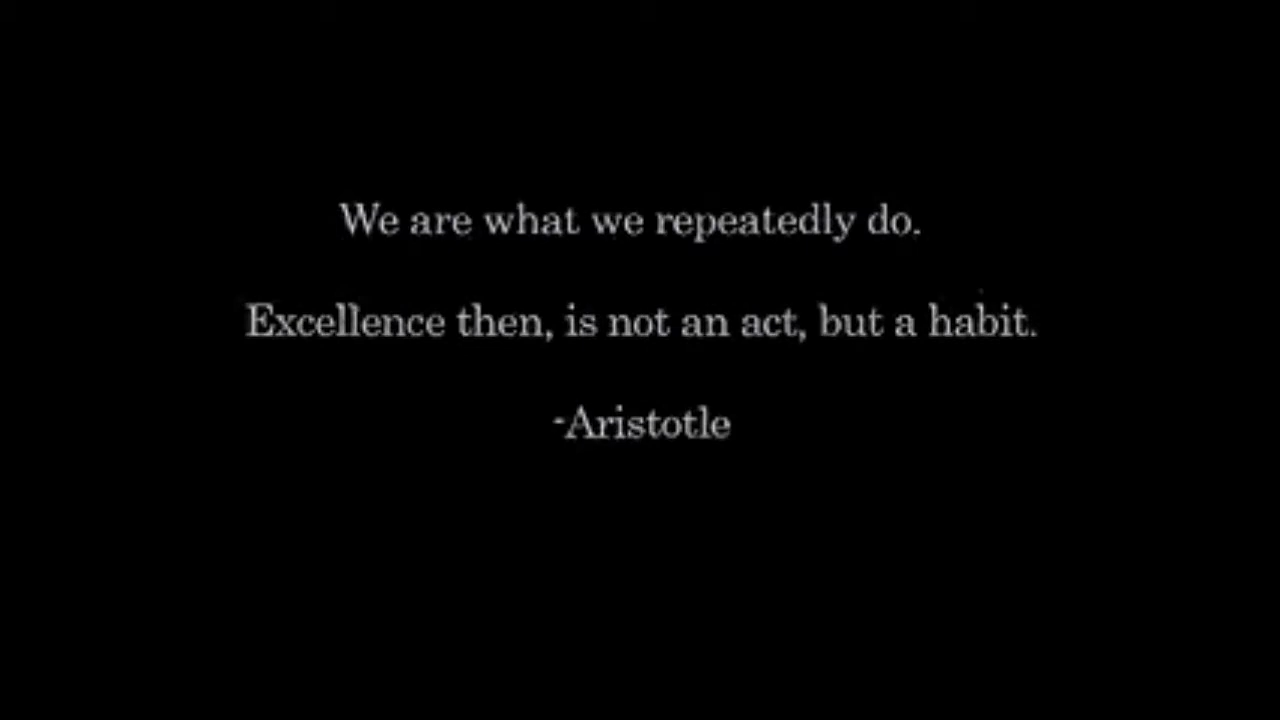 We are what we repeatedly do.
Excellence then, is not an act, but a habit.
-Aristotle